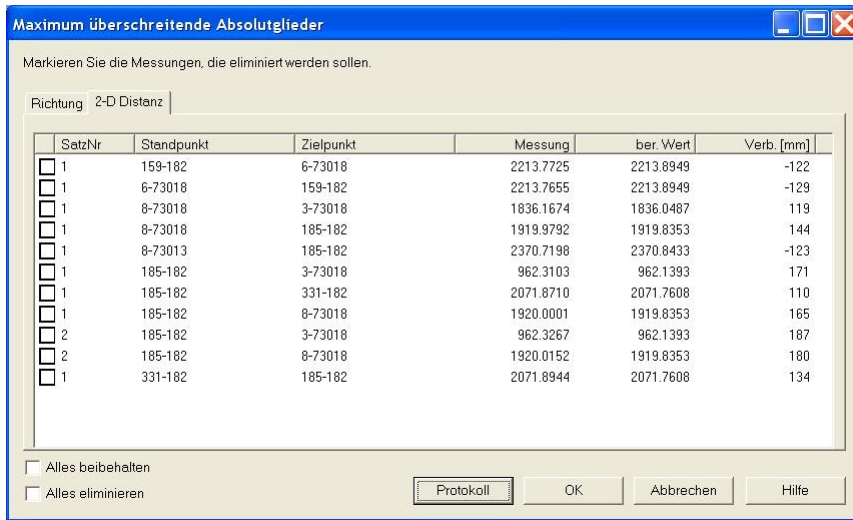 Maximum überschreitende Absolutglieder
Markieren Sie die Messungen, die eliminiert werden sollen.
Richtung 2-D Distanz
SatzNr Standpunkt Zielpunkt Messung ber. Wert Verb. [mm]
1 159-182 6-73018 2213.7725 2213.8949 -122
1 6-73018 159-182 2213.7655 2213.8949 -129
1 8-73018 3-73018 1836.1674 1836.0487 119
1 8-73018 185-182 1919.9792 1919.8353 144
1 8-73013 185-182 2370.7198 2370.8433 -123
1 185-182 3-73018 962.3103 962.1393 171
1 185-182 331-182 2071.8710 2071.7608 110
1 185-182 8-73018 1920.0001 1919.8353 165
2 185-182 3-73018 962.3267 962.1393 187
2 185-182 8-73018 1920.0152 1919.8353 180
1 331-182 185-182 2071.8944 2071.7608 134
Alles beibehalten
Alles eliminieren
Protokoll OK Abbrechen Hilfe